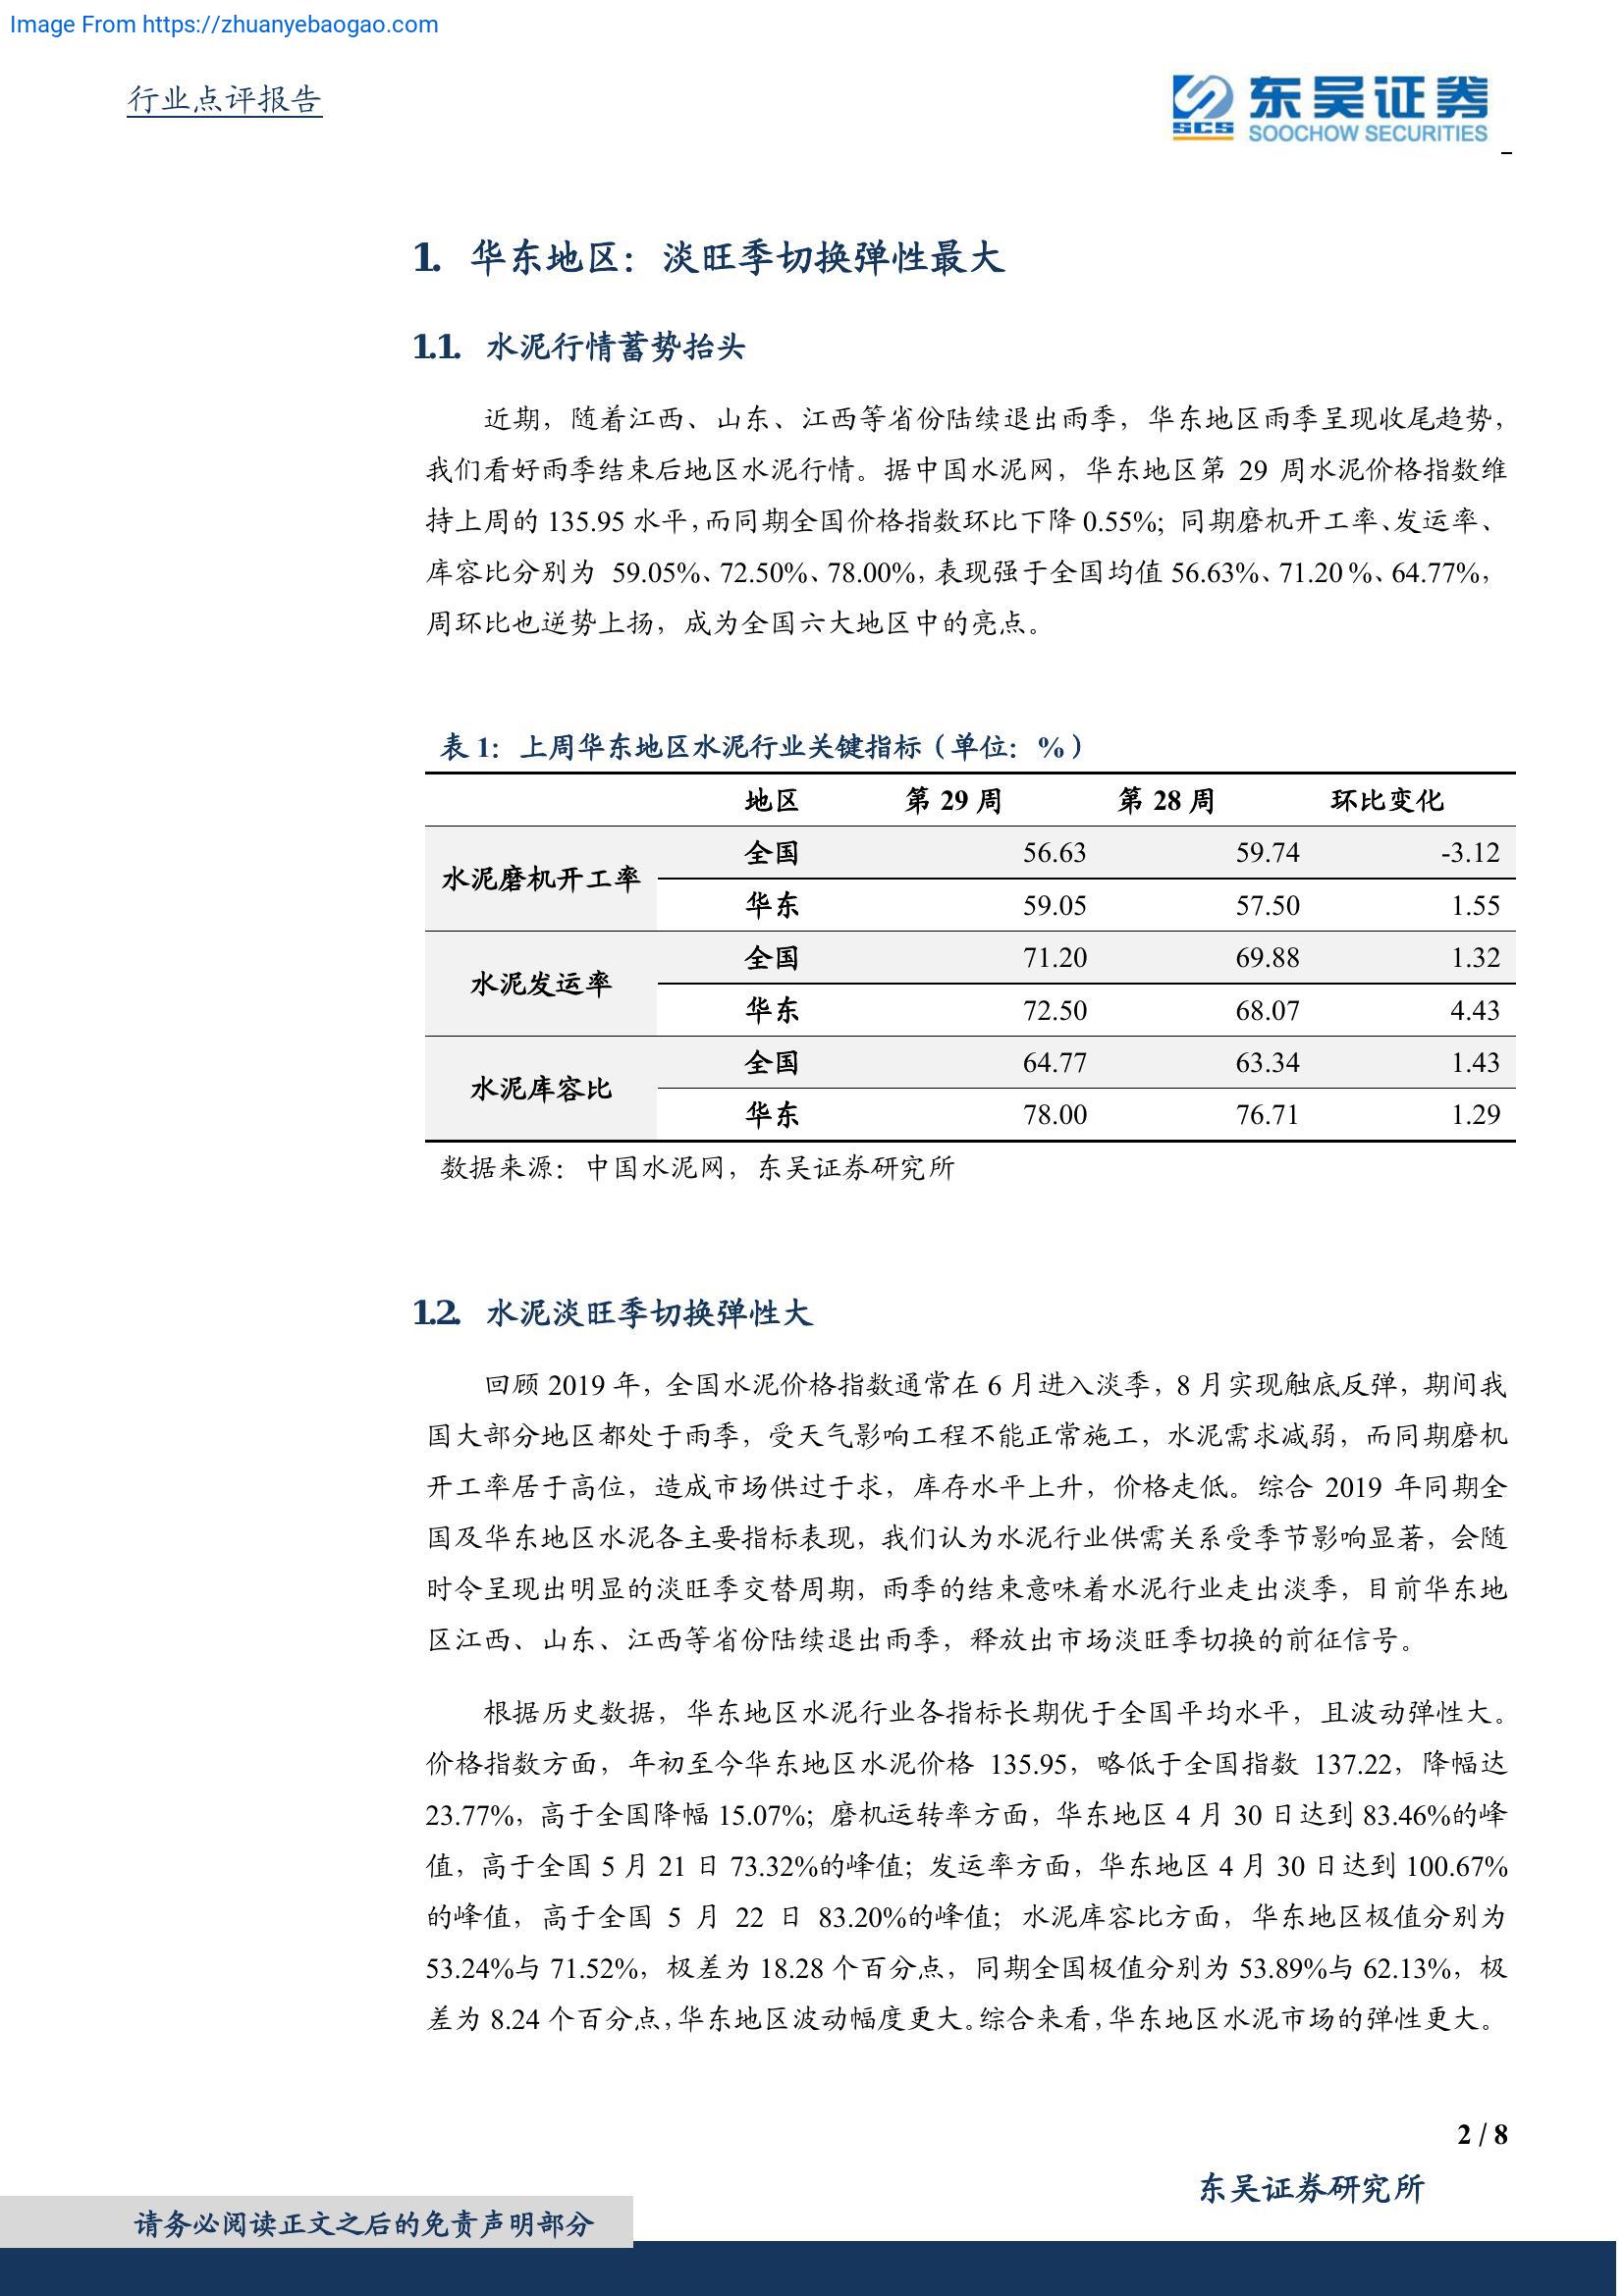 Image From https://zhuanyebaogao.com
行业点评报告
SCS 东吴证券
SOOCHOW SECURITIES
1. 华东地区：淡旺季切换弹性最大
1.1. 水泥行情蓄势抬头
近期，随着江西、山东、江西等省份陆续退出雨季，华东地区雨季呈现收尾趋势，
我们看好雨季结束后地区水泥行情。据中国水泥网，华东地区第 29 周水泥价格指数维
持上周的 135.95 水平，而同期全国价格指数环比下降 0.55%；同期磨机开工率、发运率、
库容比分别为 59.05%、72.50%、78.00%，表现强于全国均值 56.63%、71.20%、64.77%，
周环比也逆势上扬，成为全国六大地区中的亮点。
表 1：上周华东地区水泥行业关键指标（单位：%）
地区 第 29 周 第 28 周 环比变化
水泥磨机开工率 全国 56.63 59.74 -3.12
华东 59.05 57.50 1.55
水泥发运率 全国 71.20 69.88 1.32
华东 72.50 68.07 4.43
水泥库容比 全国 64.77 63.34 1.43
华东 78.00 76.71 1.29
数据来源：中国水泥网，东吴证券研究所
1.2. 水泥淡旺季切换弹性大
回顾 2019 年，全国水泥价格指数通常在 6 月进入淡季，8 月实现触底反弹，期间我
国大部分地区都处于雨季，受天气影响工程不能正常施工，水泥需求减弱，而同期磨机
开工率居于高位，造成市场供过于求，库存水平上升，价格走低。综合 2019 年同期全
国及华东地区水泥各主要指标表现，我们认为水泥行业供需关系受季节影响显著，会随
时令呈现出明显的淡旺季交替周期，雨季的结束意味着水泥行业走出淡季，目前华东地
区江西、山东、江西等省份陆续退出雨季，释放出市场淡旺季切换的前征信号。
根据历史数据，华东地区水泥行业各指标长期优于全国平均水平，且波动弹性大。
价格指数方面，年初至今华东地区水泥价格 135.95，略低于全国指数 137.22，降幅达
23.77%，高于全国降幅 15.07%；磨机运转率方面，华东地区 4 月 30 日达到 83.46%的峰
值，高于全国 5 月 21 日 73.32%的峰值；发运率方面，华东地区 4 月 30 日达到 100.67%
的峰值，高于全国 5 月 22 日 83.20%的峰值；水泥库容比方面，华东地区极值分别为
53.24%与 71.52%，极差为 18.28 个百分点，同期全国极值分别为 53.89%与 62.13%，极
差为 8.24 个百分点，华东地区波动幅度更大。综合来看，华东地区水泥市场的弹性更大。
2 / 8
东吴证券研究所
请务必阅读正文之后的免责声明部分